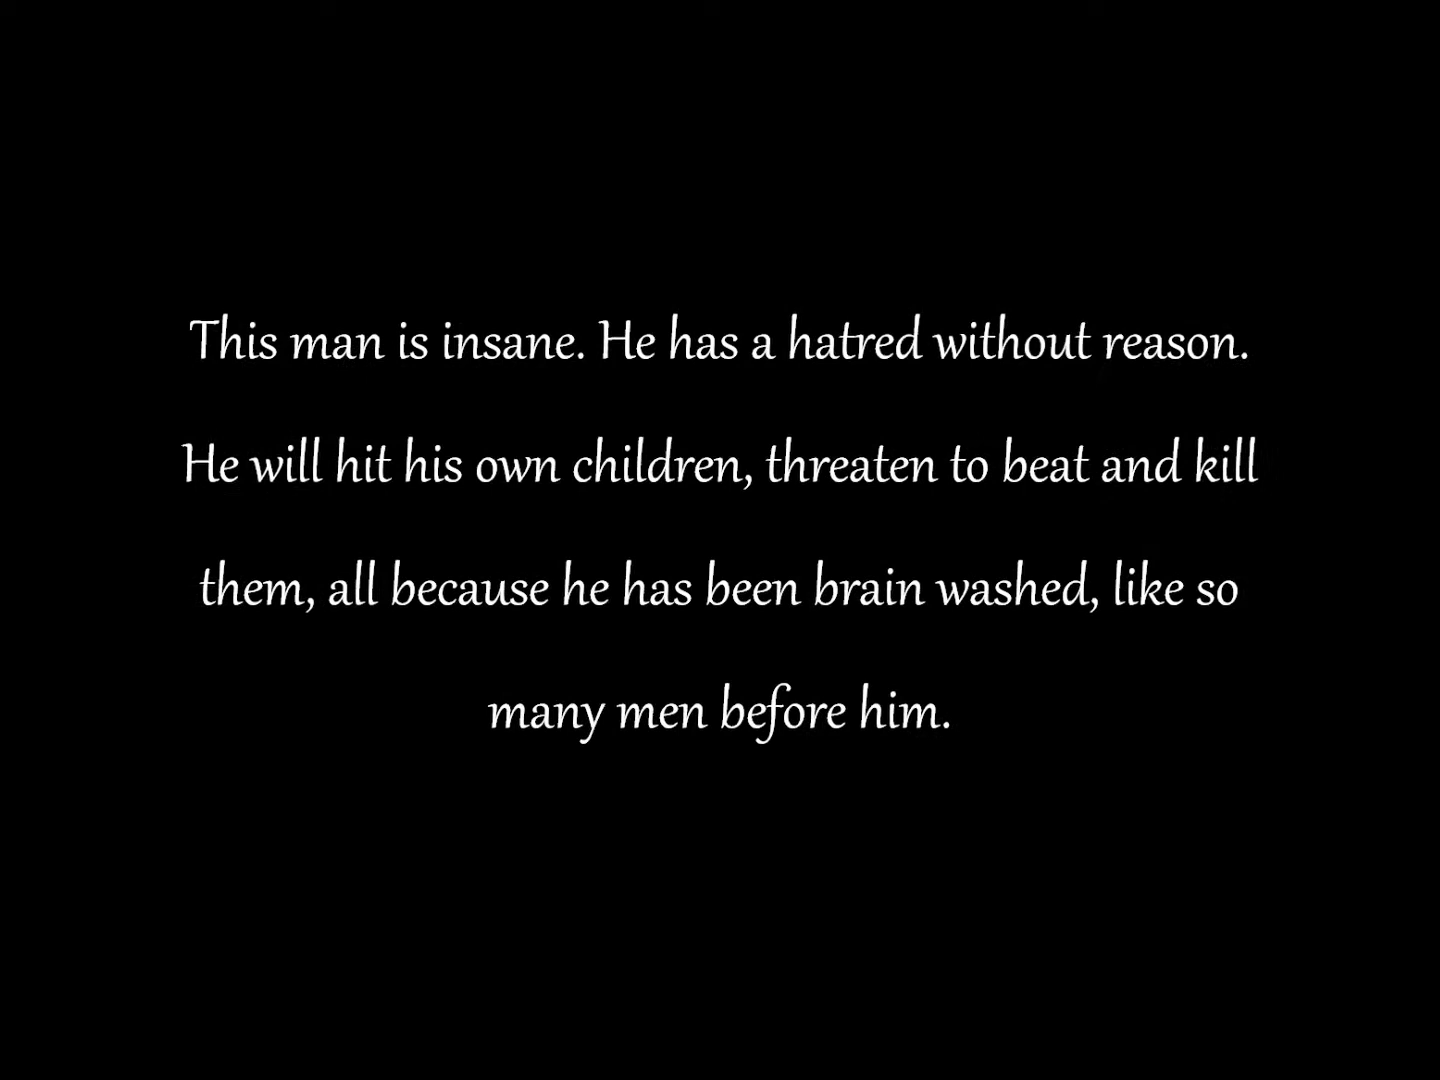 This man is insane. He has a hatred without reason.
He will hit his own children, threaten to beat and kill
them, all because he has been brain washed, like so
many men before him.